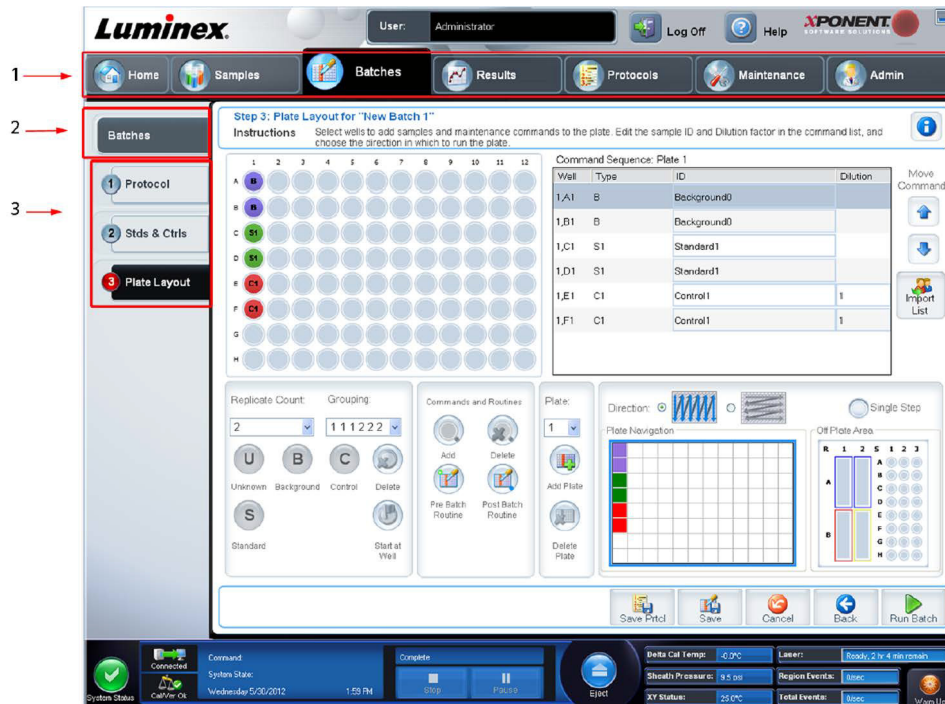 Luminex.
User: Administrator
Log Off
Help
XPONENT.
SOFTWARE SOLUTIONS
1
Home
Samples
Batches
Results
Protocols
Maintenance
Admin
2
Batches
3
1 Protocol
2 Stds & Ctrls
3 Plate Layout
Step 3: Plate Layout for "New Batch 1"
Instructions Select wells to add samples and maintenance commands to the plate. Edit the sample ID and Dilution factor in the command list, and
choose the direction in which to run the plate.
1 2 3 4 5 6 7 8 9 10 11 12
A B
B B
C S1
D S1
E C1
F C1
G
H
Command Sequence: Plate 1
Well Type ID Dilution
1,A1 B Background0
1,B1 B Background0
1,C1 S1 Standard1
1,D1 S1 Standard1
1,E1 C1 Control1 1
1,F1 C1 Control1 1
Move
Command
Import
List
Replicate Count: Grouping:
2 1 1 1 2 2 2
U B C
Unknown Background Control Delete
S
Standard Start at
Well
Commands and Routines
Add Delete
Pre Batch
Routine
Post Batch
Routine
Plate:
1
Add Plate
Delete
Plate
Direction:
Single Step
Plate Navigation
Off Plate Area
R 1 2 S 1 2 3
A
B
A
B
C
D
E
F
G
H
Save Prtcl
Save
Cancel
Back
Run Batch
System Status
Connected
Cal/Ver Ok
Command:
System State:
Wednesday 5/30/2012 1:59 PM
Complete
Stop
Pause
Eject
Delta Cal Temp: -0.0°C
Sheath Pressure: 9.5 psi
XY Status: 25.0°C
Laser: Ready, 2 hr 4 min remain
Region Events: 0/sec
Total Events: 0/sec
Warm Up